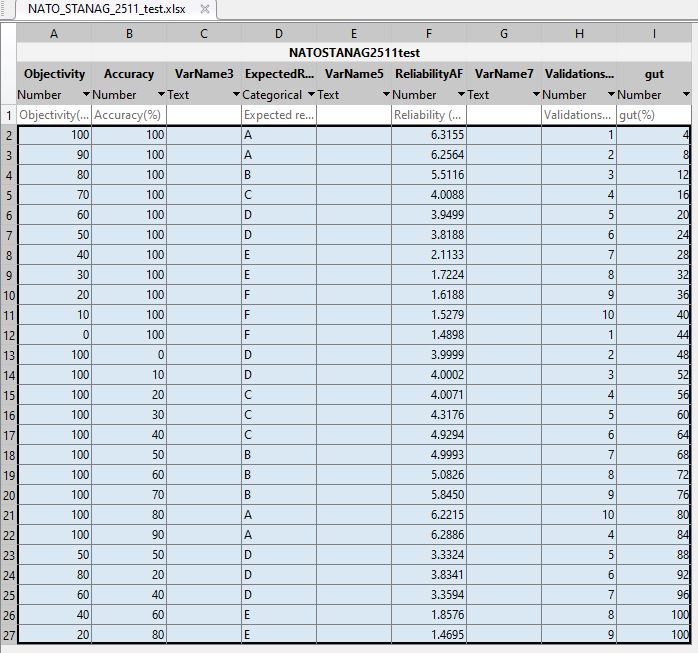 NATO_STANAG_2511_test.xlsx
A B C D E F G H I
NATOSTANAG2511test
Objectivity Accuracy VarName3 ExpectedR... VarName5 ReliabilityAF VarName7 Validations... gut
Number Number Text Categorical Text Number Text Number Number
1 Objectivity(... Accuracy(%) Expected re... Reliability (... Validations... gut(%)
2 100 100 A 6.3155 1 4
3 90 100 A 6.2564 2 8
4 80 100 B 5.5116 3 12
5 70 100 C 4.0088 4 16
6 60 100 D 3.9499 5 20
7 50 100 D 3.8188 6 24
8 40 100 E 2.1133 7 28
9 30 100 E 1.7224 8 32
10 20 100 F 1.6188 9 36
11 10 100 F 1.5279 10 40
12 0 100 F 1.4898 1 44
13 100 0 D 3.9999 2 48
14 100 10 D 4.0002 3 52
15 100 20 C 4.0071 4 56
16 100 30 C 4.3176 5 60
17 100 40 C 4.9294 6 64
18 100 50 B 4.9993 7 68
19 100 60 B 5.0826 8 72
20 100 70 B 5.8450 9 76
21 100 80 A 6.2215 10 80
22 100 90 A 6.2886 4 84
23 50 50 D 3.3324 5 88
24 80 20 D 3.8341 6 92
25 60 40 D 3.3594 7 96
26 40 60 E 1.8576 8 100
27 20 80 E 1.4695 9 100